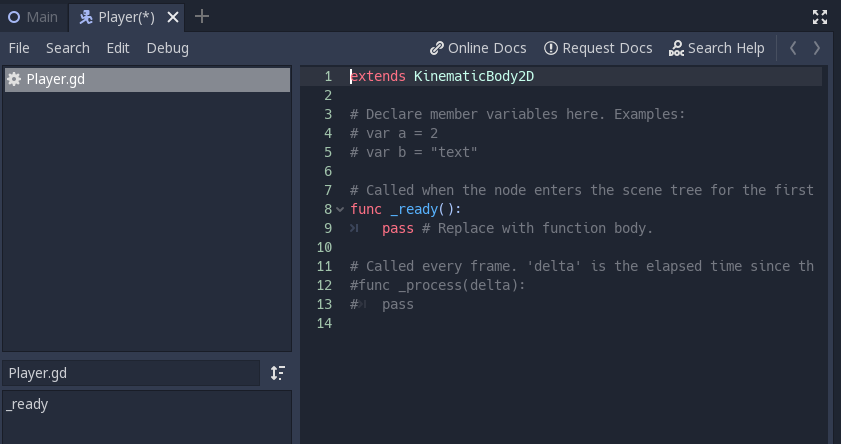 Main Player(*)
File Search Edit Debug Online Docs Request Docs Search Help
Player.gd
1 extends KinematicBody2D
2
3 # Declare member variables here. Examples:
4 # var a = 2
5 # var b = "text"
6
7 # Called when the node enters the scene tree for the first
8 func _ready():
9 pass # Replace with function body.
10
11 # Called every frame. 'delta' is the elapsed time since th
12 #func _process(delta):
13 # pass
14
Player.gd
_ready